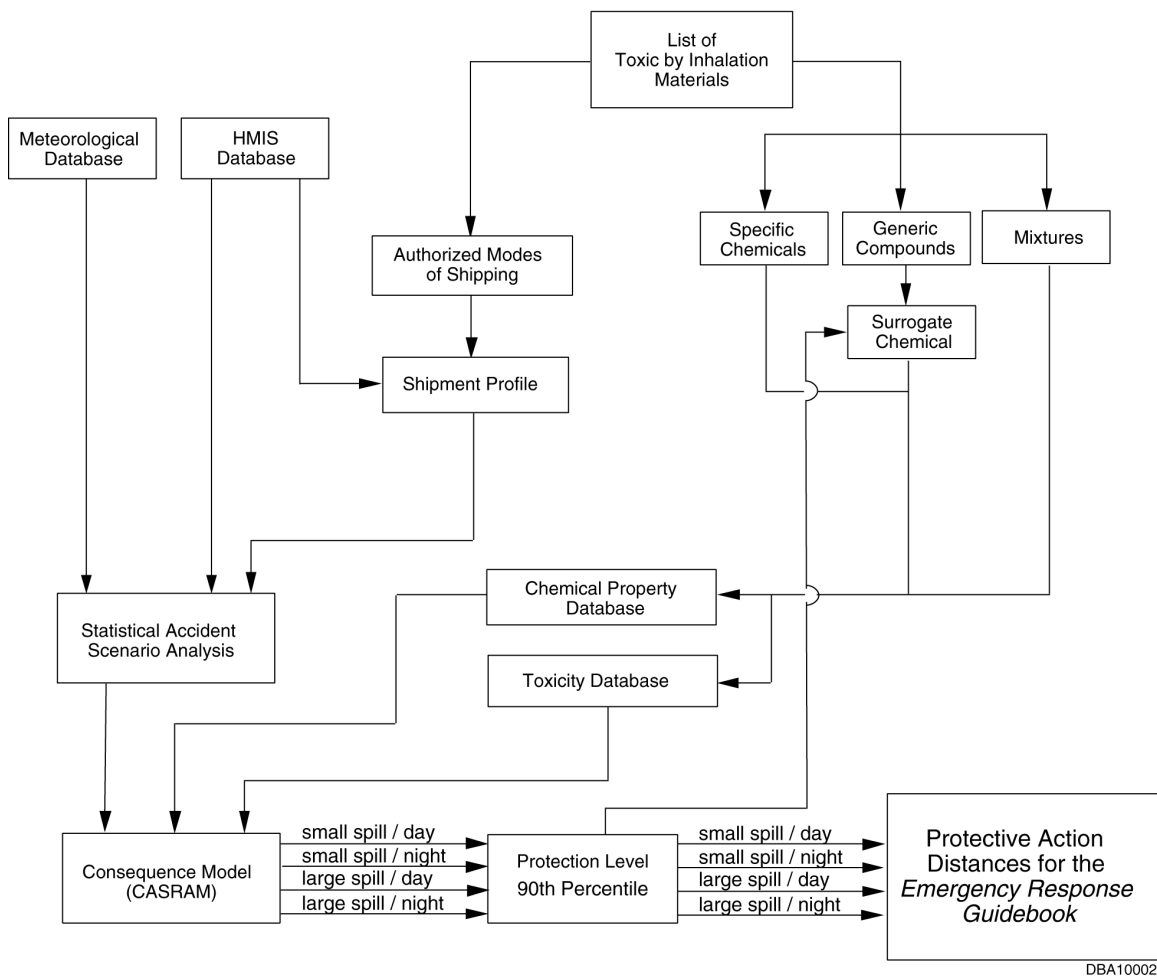 List of
Toxic by Inhalation
Materials
Meteorological
Database
HMIS
Database
Authorized Modes
of Shipping
Specific
Chemicals
Generic
Compounds
Mixtures
Surrogate
Chemical
Shipment Profile
Chemical Property
Database
Statistical Accident
Scenario Analysis
Toxicity Database
Consequence Model
(CASRAM)
small spill / day
small spill / night
large spill / day
large spill / night
Protection Level
90th Percentile
small spill / day
small spill / night
large spill / day
large spill / night
Protective Action
Distances for the
Emergency Response
Guidebook
DBA10002